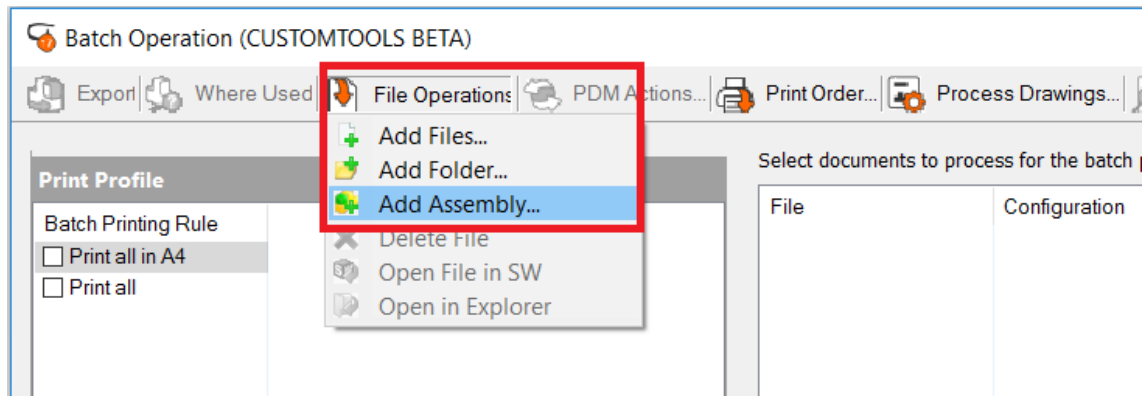 Batch Operation (CUSTOMTOOLS BETA)
Export Where Used File Operations PDM Actions... Print Order... Process Drawings...
Add Files...
Add Folder...
Add Assembly...
Delete File
Open File in SW
Open in Explorer
Print Profile
Batch Printing Rule
Print all in A4
Print all
Select documents to process for the batch
File Configuration